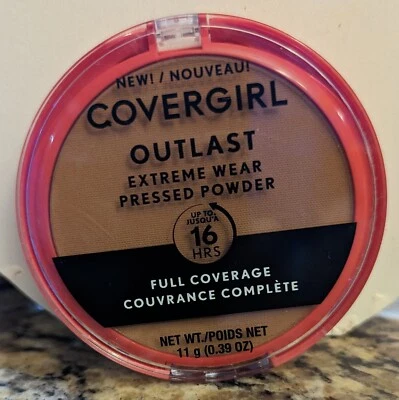 NEW! / NOUVEAU!
COVERGIRL
OUTLAST
EXTREME WEAR
PRESSED POWDER
UP TO
JUSQU'À
16
HRS
FULL COVERAGE
COUVRANCE COMPLÈTE
NET WT./POIDS NET
11 g (0.39 OZ)